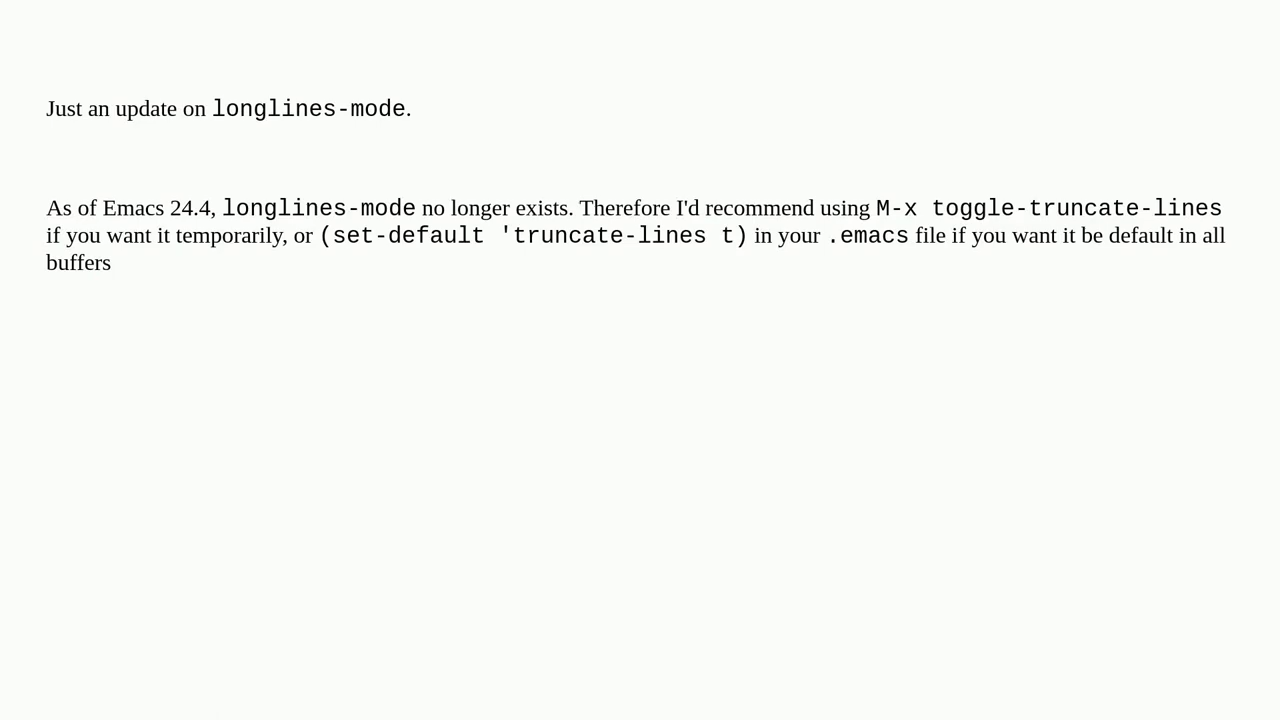 Just an update on longlines-mode.
As of Emacs 24.4, longlines-mode no longer exists. Therefore I'd recommend using M-x toggle-truncate-lines
if you want it temporarily, or (set-default 'truncate-lines t) in your .emacs file if you want it be default in all
buffers